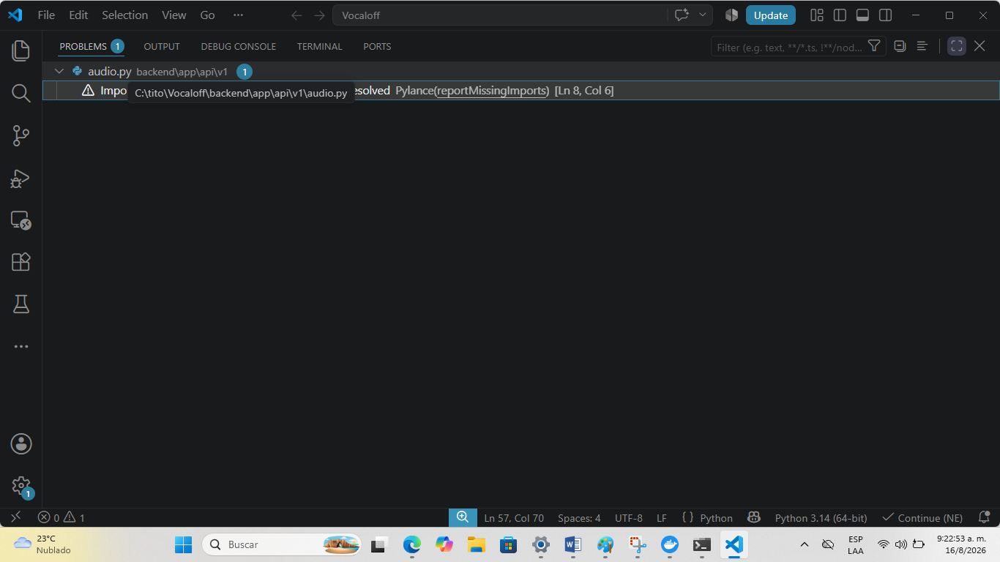 File Edit Selection View Go ··· Vocaloff Update
PROBLEMS 1 OUTPUT DEBUG CONSOLE TERMINAL PORTS Filter (e.g. text, **/*.ts, !**/nod...
audio.py backend\app\api\v1 1
Impo esolved Pylance(reportMissingImports) [Ln 8, Col 6]
C:\tito\Vocaloff\backend\app\api\v1\audio.py
1
0 1 Ln 57, Col 70 Spaces: 4 UTF-8 LF { } Python Python 3.14 (64-bit) Continue (NE)
23°C
Nublado
Buscar
ESP
LAA
9:22:53 a. m.
16/8/2026